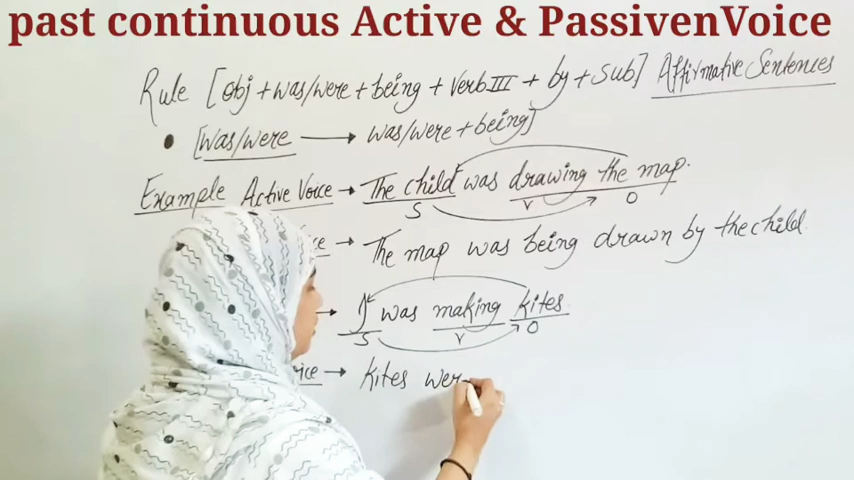 past continuous Active & PassivenVoice
Rule [obj + was/were + being + Verb III + by + Sub] Affirmative Sentences
• [was/were → was/were + being]
Example Active Voice → The child was drawing the map.
S V O
→ The map was being drawn by the child.
→ I was making kites
S V O
→ Kites wer